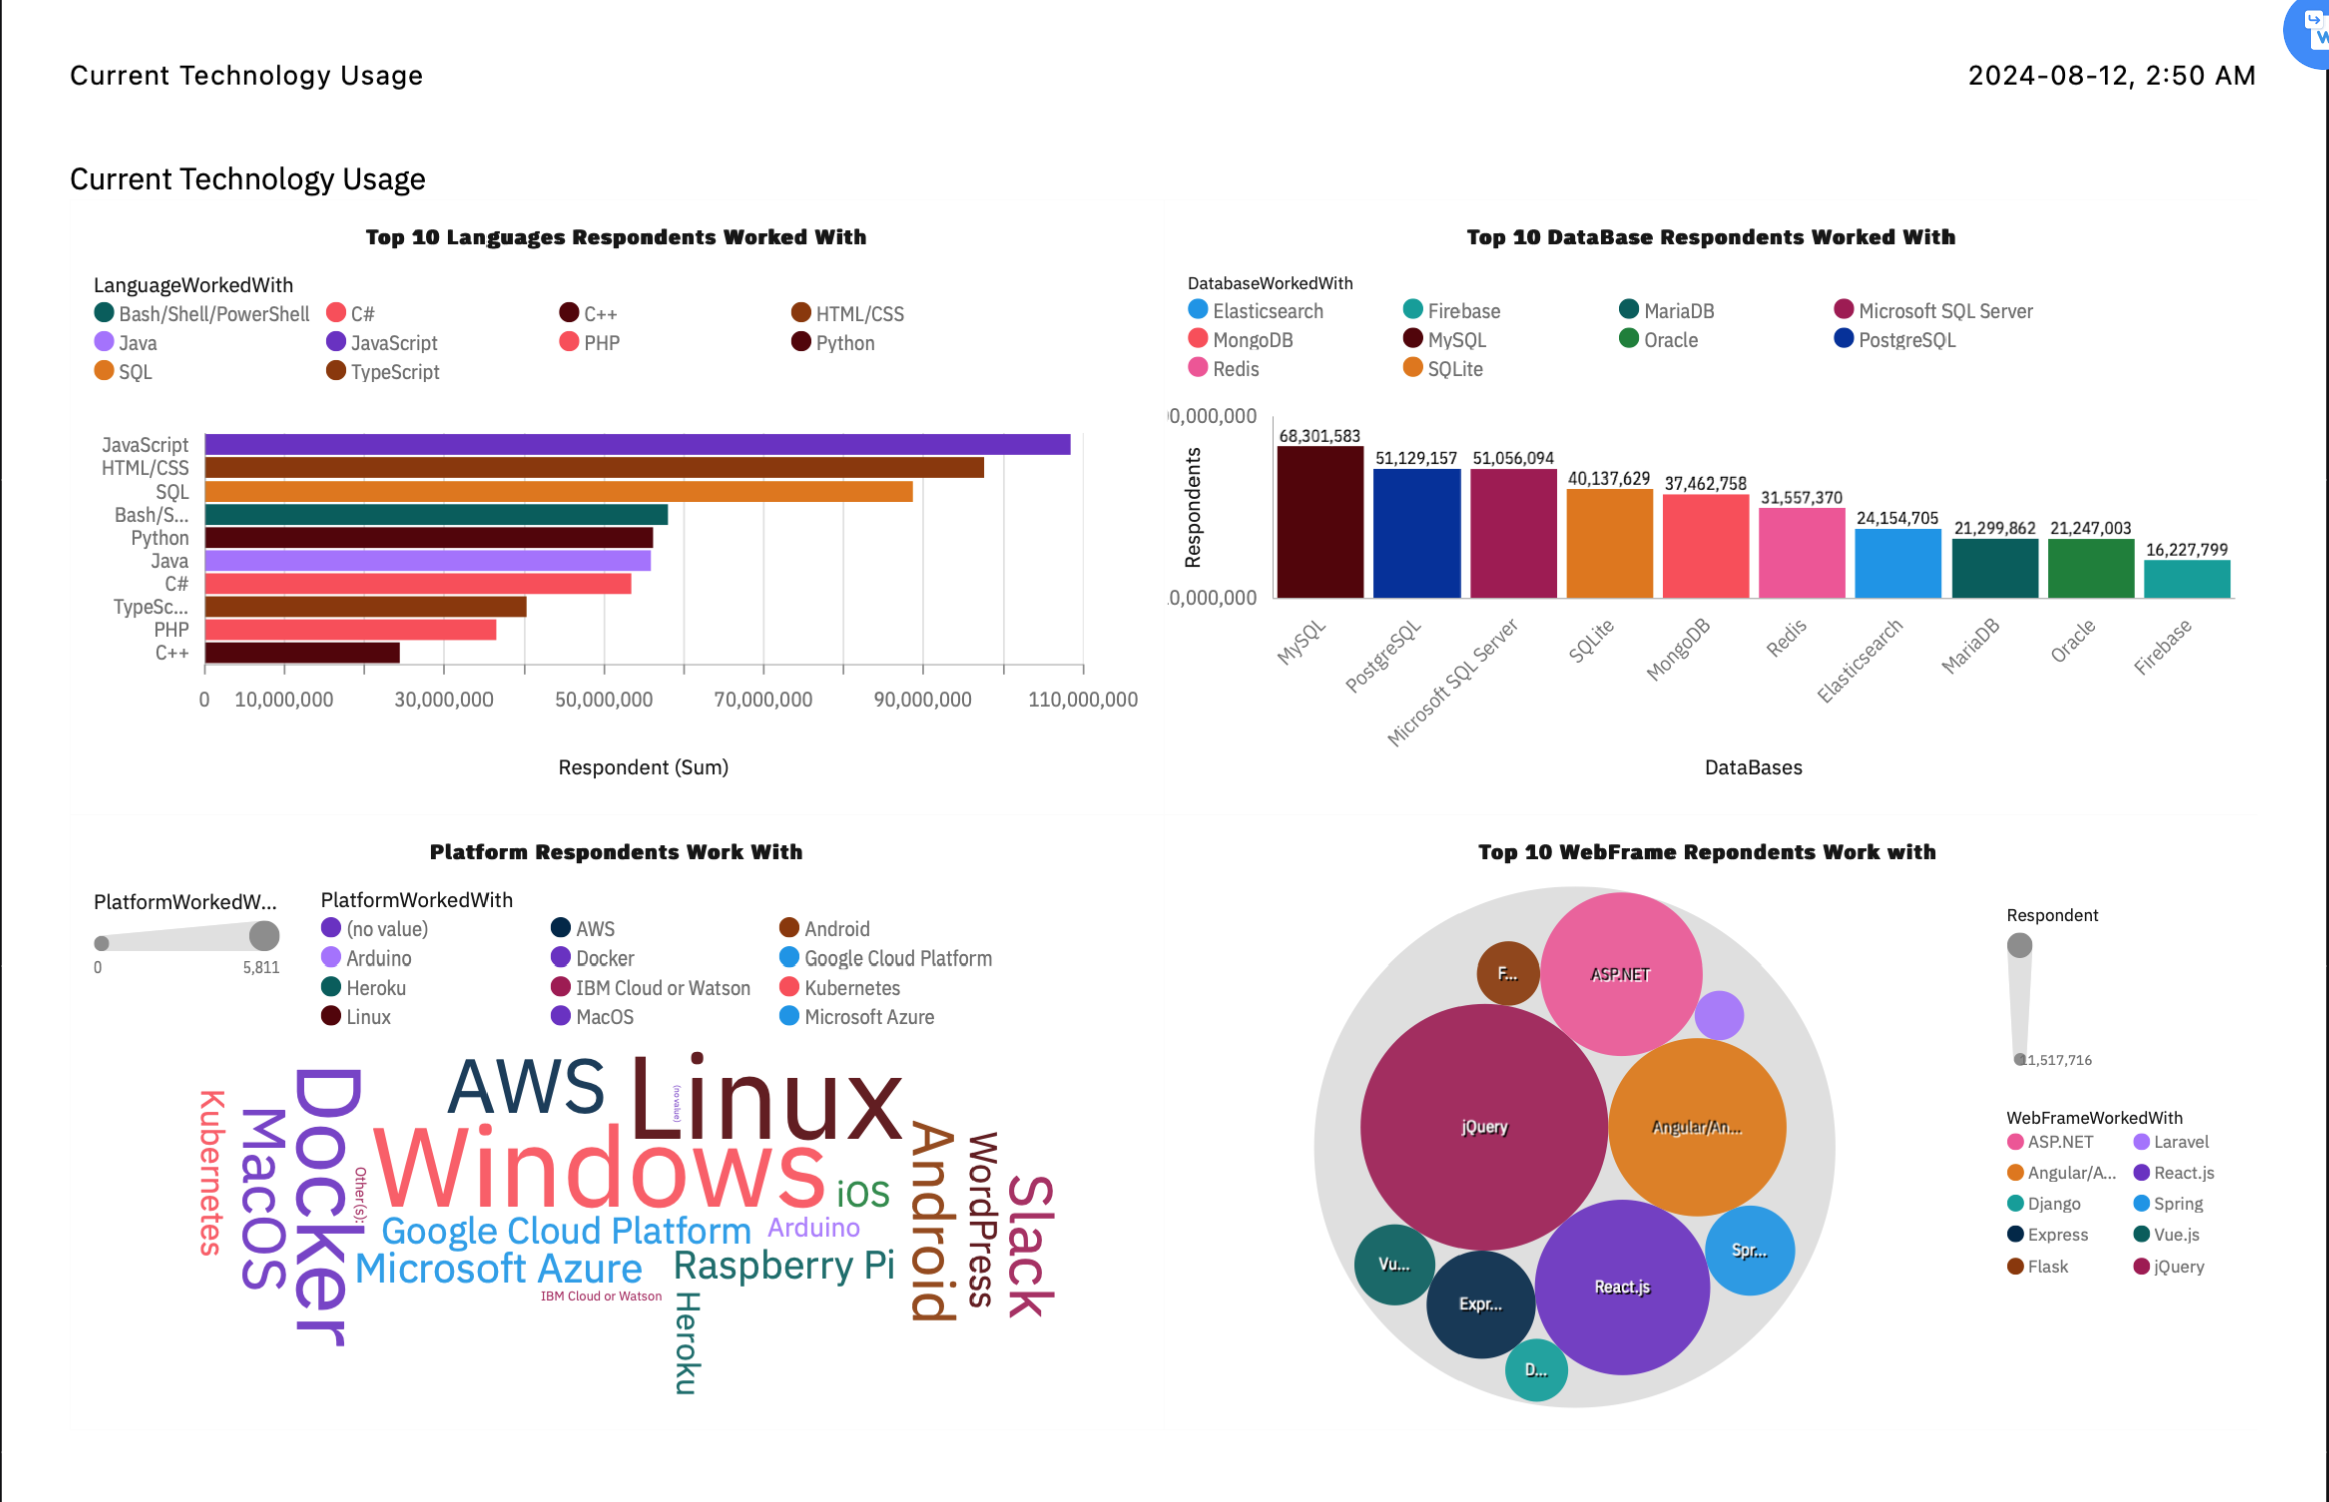 Current Technology Usage
2024-08-12, 2:50 AM
Current Technology Usage
Top 10 Languages Respondents Worked With
LanguageWorkedWith
Bash/Shell/PowerShell C# C++ HTML/CSS
Java JavaScript PHP Python
SQL TypeScript
JavaScript
HTML/CSS
SQL
Bash/S...
Python
Java
C#
TypeSc...
PHP
C++
0 10,000,000 30,000,000 50,000,000 70,000,000 90,000,000 110,000,000
Respondent (Sum)
Top 10 DataBase Respondents Worked With
DatabaseWorkedWith
Elasticsearch Firebase MariaDB Microsoft SQL Server
MongoDB MySQL Oracle PostgreSQL
Redis SQLite
0,000,000
Respondents
.0,000,000
68,301,583
51,129,157 51,056,094
40,137,629 37,462,758
31,557,370
24,154,705
21,299,862 21,247,003
16,227,799
MySQL PostgreSQL Microsoft SQL Server SQLite MongoDB Redis Elasticsearch MariaDB Oracle Firebase
DataBases
Platform Respondents Work With
PlatformWorkedW...
0 5,811
PlatformWorkedWith
(no value) AWS Android
Arduino Docker Google Cloud Platform
Heroku IBM Cloud or Watson Kubernetes
Linux MacOS Microsoft Azure
Kubernetes
MacOS
Docker
Other(s):
AWS
Linux
(no value)
Windows
iOS
Google Cloud Platform
Arduino
Microsoft Azure
Raspberry Pi
IBM Cloud or Watson
Heroku
Android
WordPress
Slack
Top 10 WebFrame Repondents Work with
F...
ASP.NET
jQuery
Angular/An...
Vu...
Spr...
Expr...
React.js
D...
Respondent
11,517,716
WebFrameWorkedWith
ASP.NET Laravel
Angular/A... React.js
Django Spring
Express Vue.js
Flask jQuery